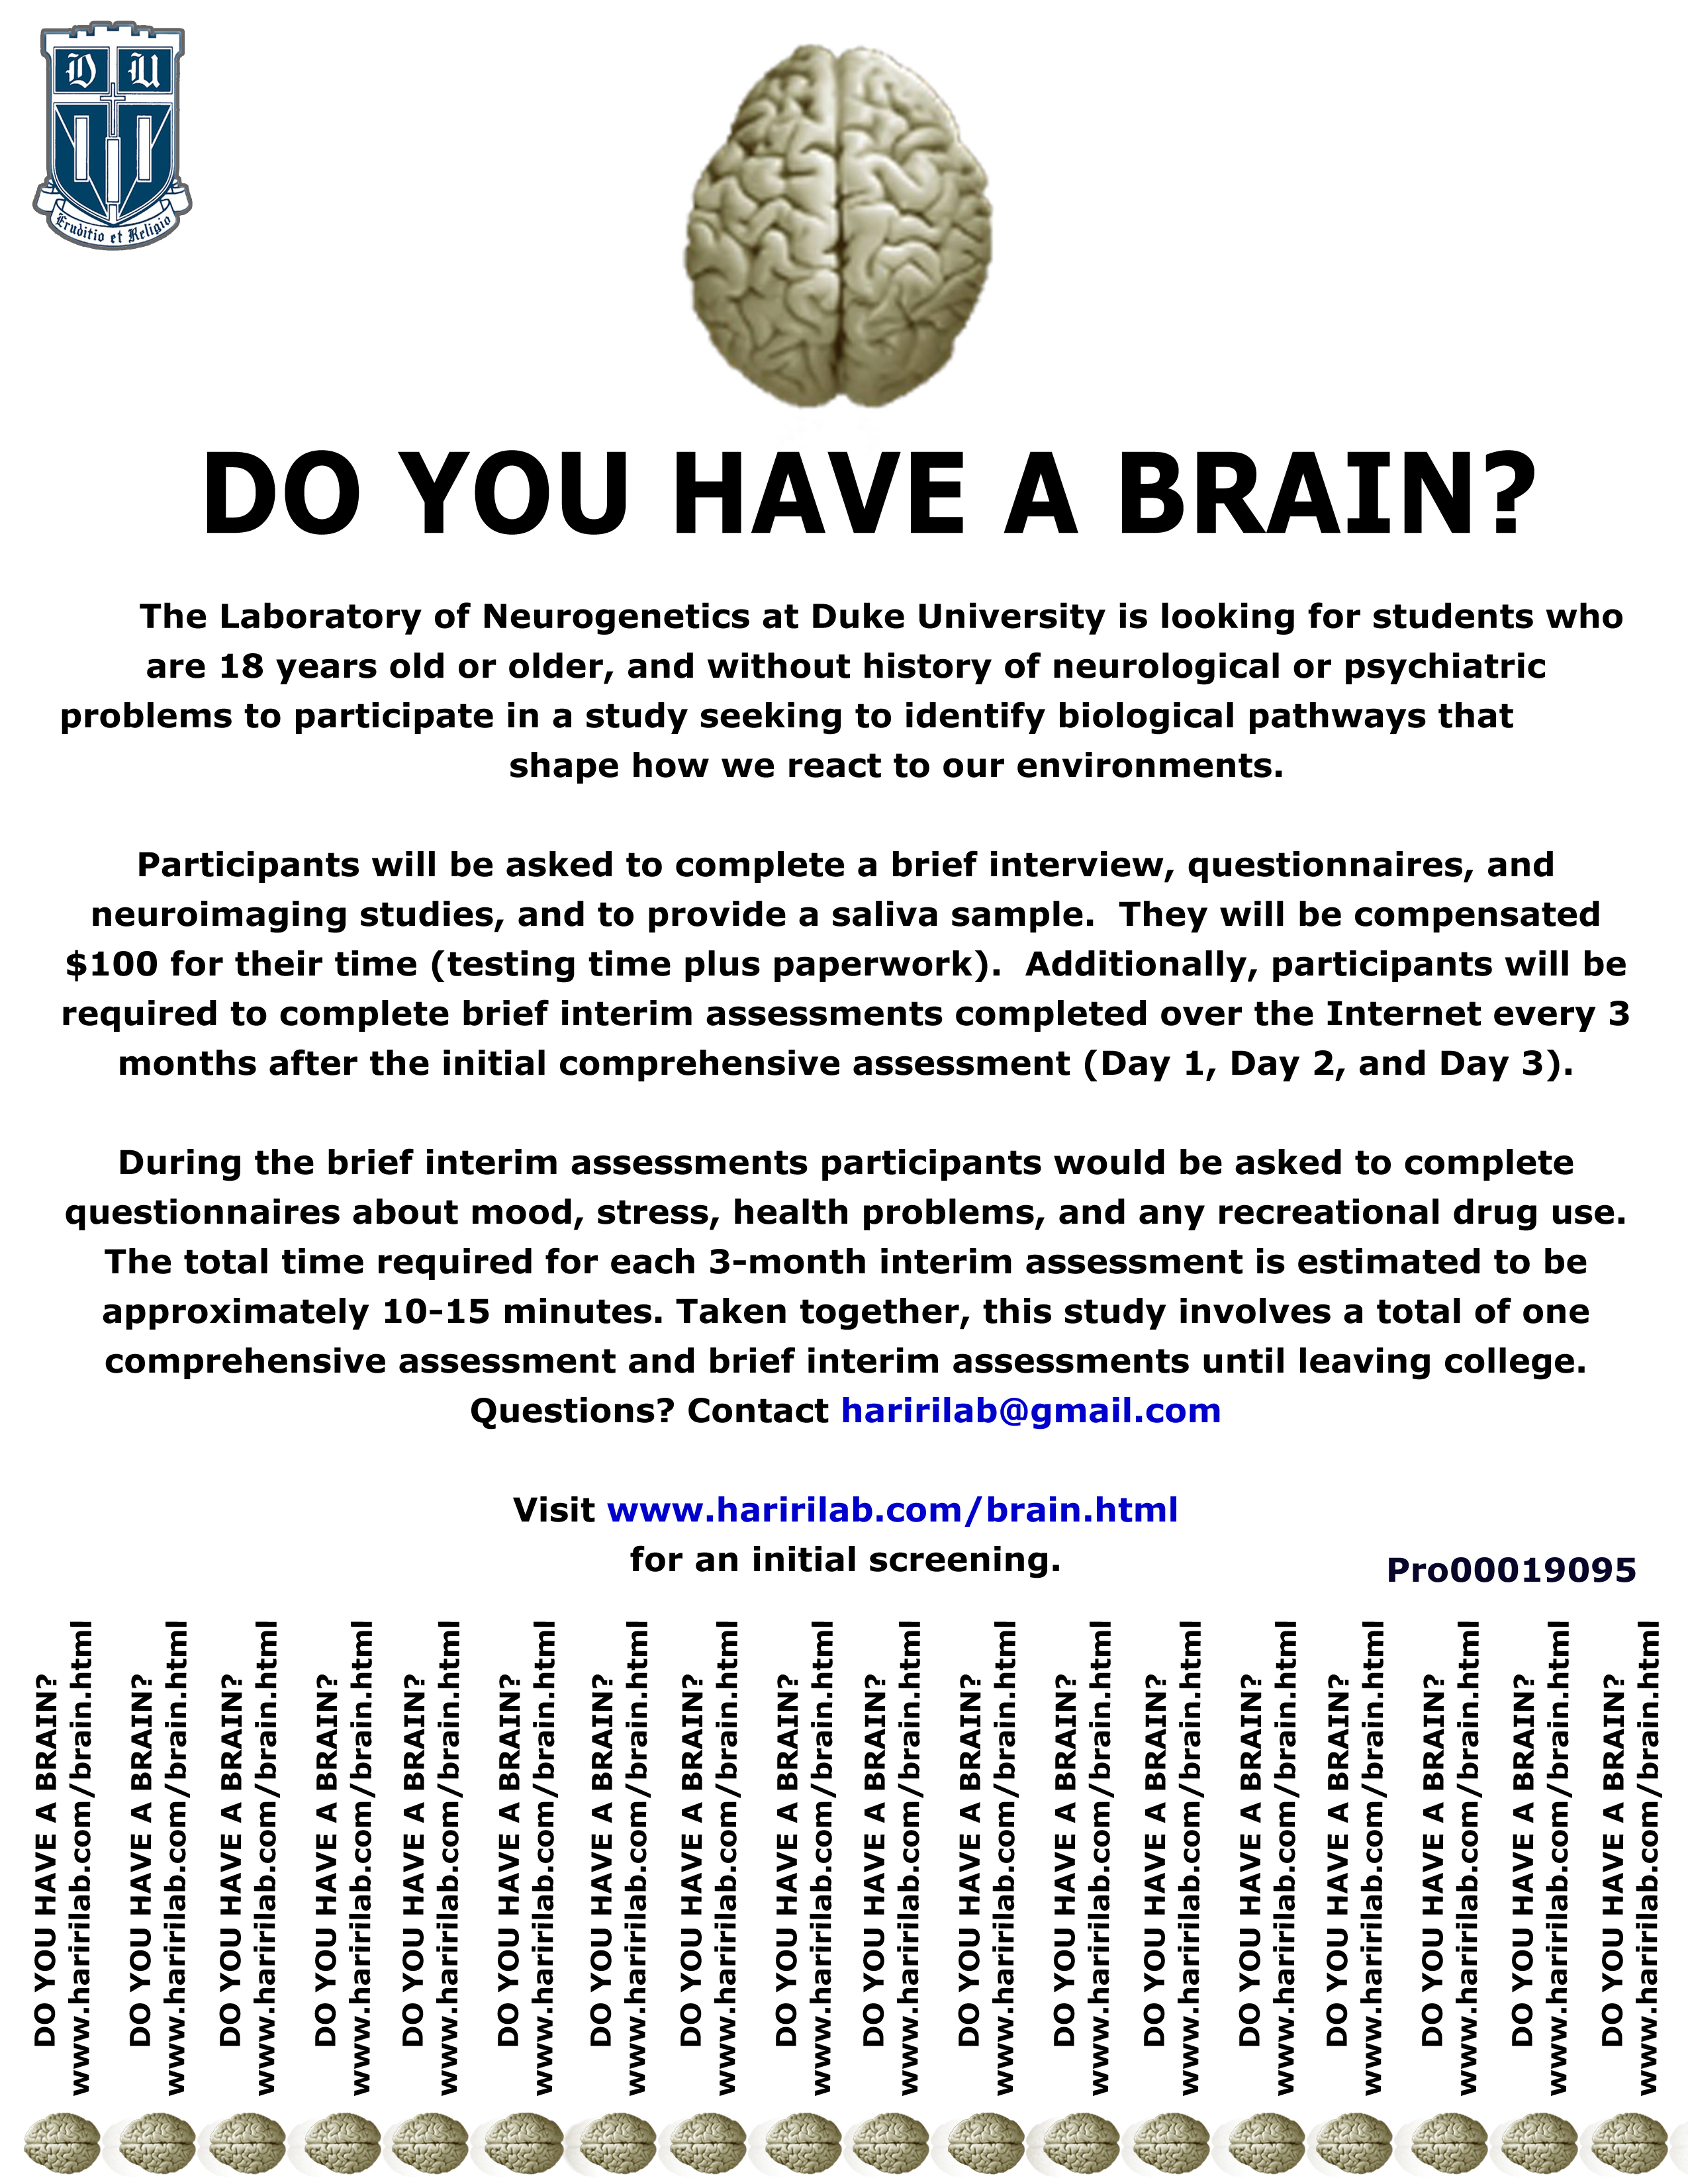 D U
Eruditio et Religio
DO YOU HAVE A BRAIN?
The Laboratory of Neurogenetics at Duke University is looking for students who
are 18 years old or older, and without history of neurological or psychiatric
problems to participate in a study seeking to identify biological pathways that
shape how we react to our environments.
Participants will be asked to complete a brief interview, questionnaires, and
neuroimaging studies, and to provide a saliva sample.  They will be compensated
$100 for their time (testing time plus paperwork).  Additionally, participants will be
required to complete brief interim assessments completed over the Internet every 3
months after the initial comprehensive assessment (Day 1, Day 2, and Day 3).
During the brief interim assessments participants would be asked to complete
questionnaires about mood, stress, health problems, and any recreational drug use.
The total time required for each 3-month interim assessment is estimated to be
approximately 10-15 minutes. Taken together, this study involves a total of one
comprehensive assessment and brief interim assessments until leaving college.
Questions? Contact haririlab@gmail.com
Visit www.haririlab.com/brain.html
for an initial screening.
Pro00019095
DO YOU HAVE A BRAIN?
www.haririlab.com/brain.html
DO YOU HAVE A BRAIN?
www.haririlab.com/brain.html
DO YOU HAVE A BRAIN?
www.haririlab.com/brain.html
DO YOU HAVE A BRAIN?
www.haririlab.com/brain.html
DO YOU HAVE A BRAIN?
www.haririlab.com/brain.html
DO YOU HAVE A BRAIN?
www.haririlab.com/brain.html
DO YOU HAVE A BRAIN?
www.haririlab.com/brain.html
DO YOU HAVE A BRAIN?
www.haririlab.com/brain.html
DO YOU HAVE A BRAIN?
www.haririlab.com/brain.html
DO YOU HAVE A BRAIN?
www.haririlab.com/brain.html
DO YOU HAVE A BRAIN?
www.haririlab.com/brain.html
DO YOU HAVE A BRAIN?
www.haririlab.com/brain.html
DO YOU HAVE A BRAIN?
www.haririlab.com/brain.html
DO YOU HAVE A BRAIN?
www.haririlab.com/brain.html
DO YOU HAVE A BRAIN?
www.haririlab.com/brain.html
DO YOU HAVE A BRAIN?
www.haririlab.com/brain.html
DO YOU HAVE A BRAIN?
www.haririlab.com/brain.html
DO YOU HAVE A BRAIN?
www.haririlab.com/brain.html